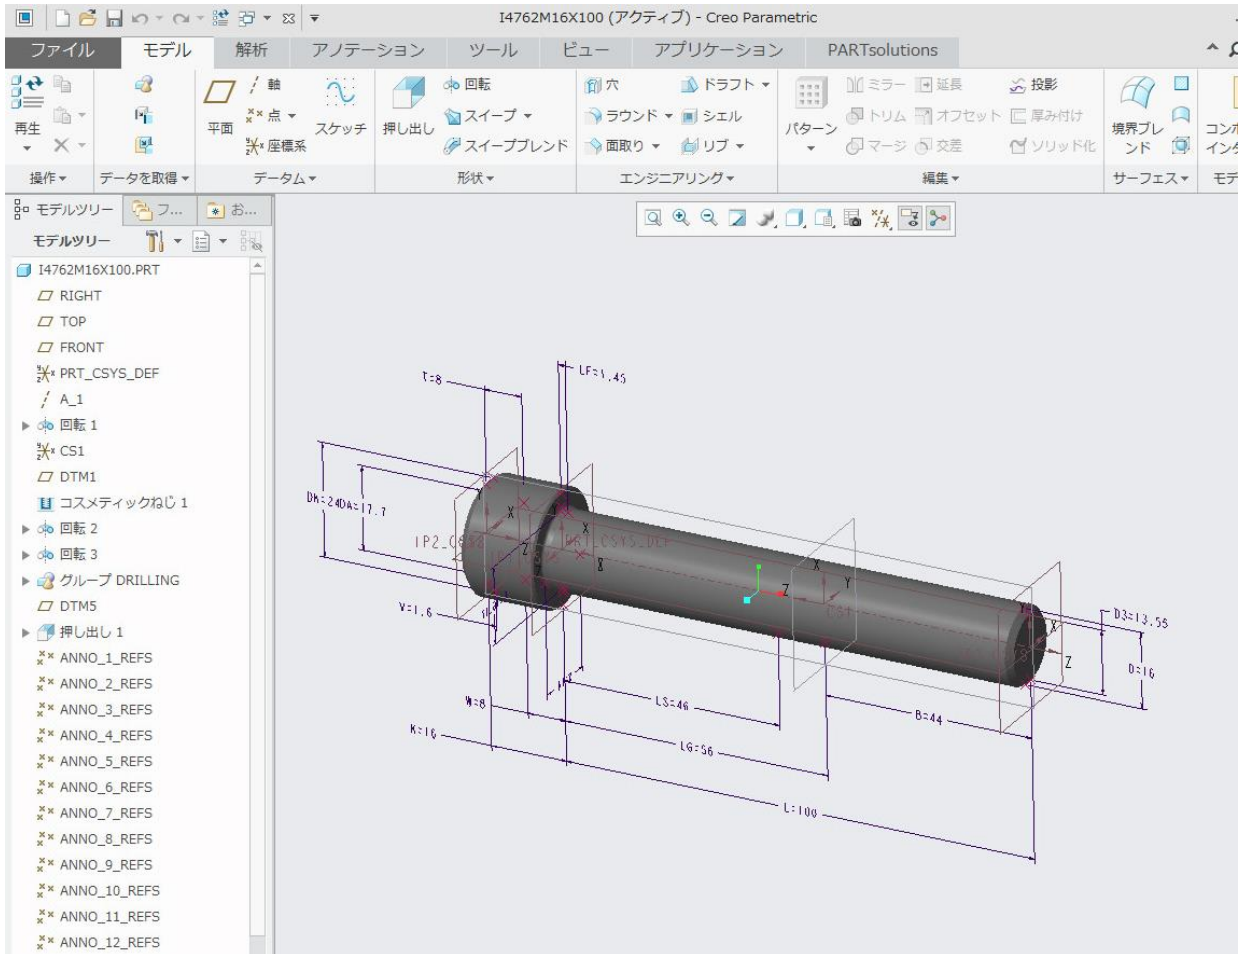 I4762M16X100 (アクティブ) - Creo Parametric
ファイル モデル 解析 アノテーション ツール ビュー アプリケーション PARTsolutions
再生
平面
軸
点
座標系
スケッチ
押し出し
回転
スイープ
スイープブレンド
穴 ドラフト
ラウンド シェル
面取り リブ
パターン
ミラー 延長 投影
トリム オフセット 厚み付け
マージ 交差 ソリッド化
境界ブレ
ンド
コンポ
インタ
操作 データを取得 データム 形状 エンジニアリング 編集 サーフェス モデ
モデルツリー フ... お...
モデルツリー
I4762M16X100.PRT
RIGHT
TOP
FRONT
PRT_CSYS_DEF
A_1
回転 1
CS1
DTM1
コスメティックねじ 1
回転 2
回転 3
グループ DRILLING
DTM5
押し出し 1
ANNO_1_REFS
ANNO_2_REFS
ANNO_3_REFS
ANNO_4_REFS
ANNO_5_REFS
ANNO_6_REFS
ANNO_7_REFS
ANNO_8_REFS
ANNO_9_REFS
ANNO_10_REFS
ANNO_11_REFS
ANNO_12_REFS
T=8
LF=1.45
DK=24
DA=17.7
PRT_CSYS_DEF
V=1.6
D3=13.55
D=16
W=8
LS=46
B=44
K=16
LG=56
L=100
X
Y
Z